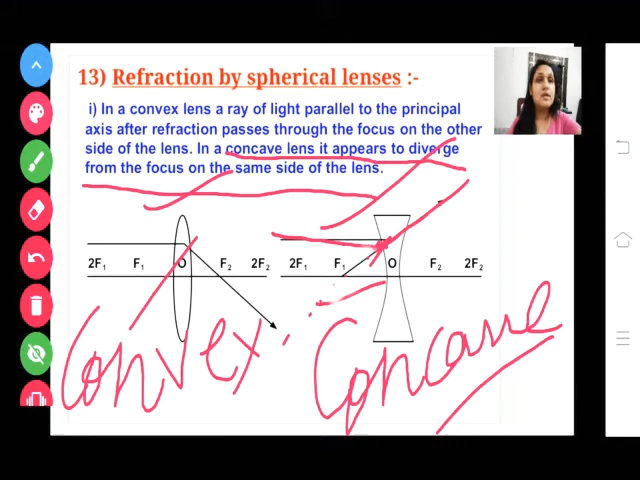 13) Refraction by spherical lenses :-
i) In a convex lens a ray of light parallel to the principal
axis after refraction passes through the focus on the other
side of the lens. In a concave lens it appears to diverge
from the focus on the same side of the lens.
2F₁ F₁ O F₂ 2F₂ 2F₁ F₁ O F₂ 2F₂
Convex. Concave